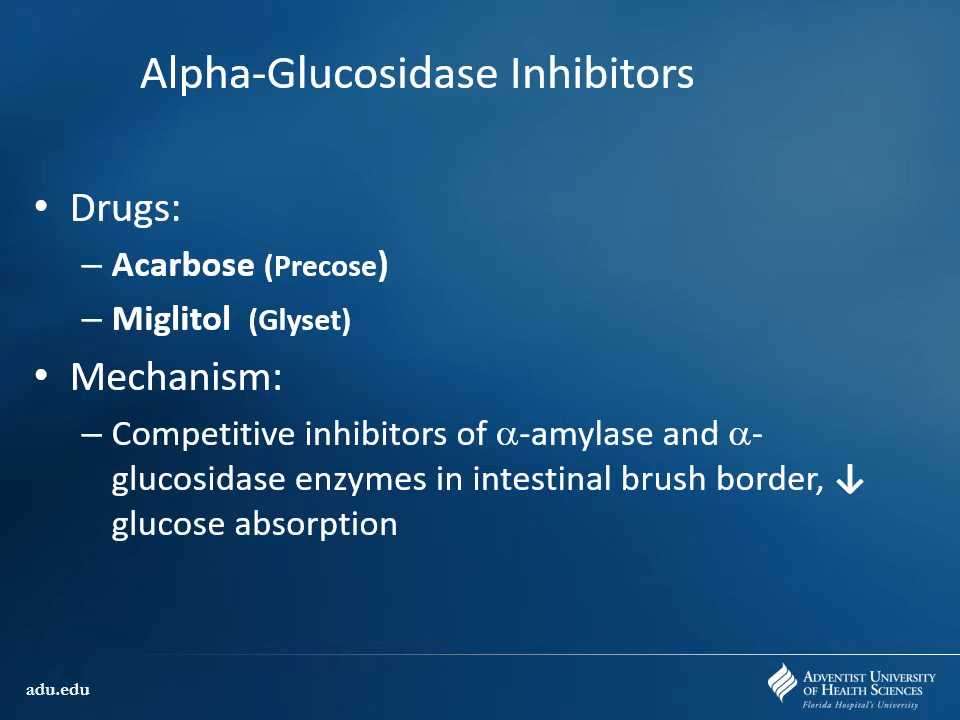 Alpha-Glucosidase Inhibitors
• Drugs:
– Acarbose (Precose)
– Miglitol (Glyset)
• Mechanism:
– Competitive inhibitors of α-amylase and α-
glucosidase enzymes in intestinal brush border, ↓
glucose absorption
adu.edu
Adventist University
of Health Sciences
Florida Hospital's University